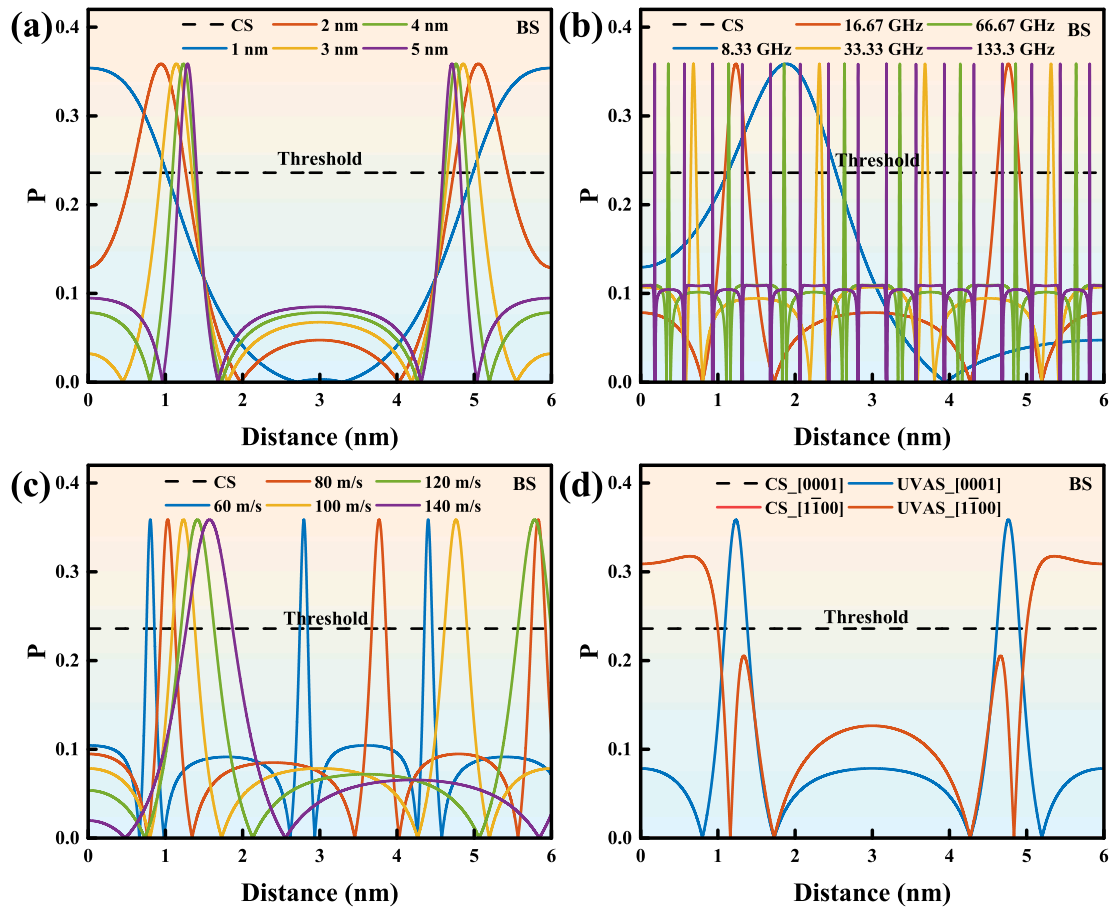 (a)
CS 2 nm 4 nm BS
1 nm 3 nm 5 nm
Threshold
P
0.4
0.3
0.2
0.1
0.0
0 1 2 3 4 5 6
Distance (nm)
(b)
CS 16.67 GHz 66.67 GHz BS
8.33 GHz 33.33 GHz 133.3 GHz
Threshold
P
0.4
0.3
0.2
0.1
0.0
0 1 2 3 4 5 6
Distance (nm)
(c)
CS 80 m/s 120 m/s BS
60 m/s 100 m/s 140 m/s
Threshold
P
0.4
0.3
0.2
0.1
0.0
0 1 2 3 4 5 6
Distance (nm)
(d)
CS_[0001] UVAS_[0001] BS
CS_[11̄00] UVAS_[11̄00]
Threshold
P
0.4
0.3
0.2
0.1
0.0
0 1 2 3 4 5 6
Distance (nm)